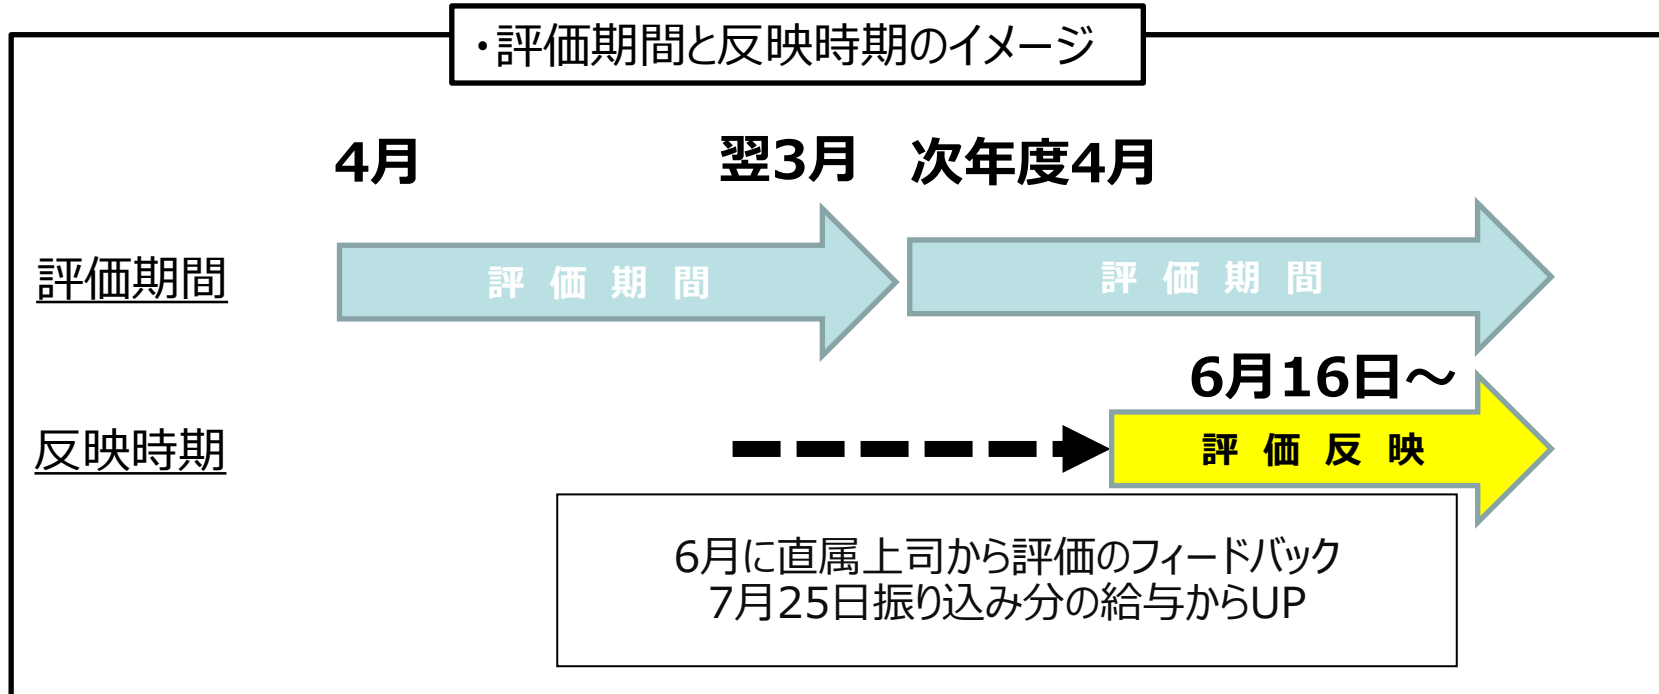 ・評価期間と反映時期のイメージ
4月
翌3月
次年度4月
評価期間
評価期間
評価期間
6月16日～
反映時期
評価反映
6月に直属上司から評価のフィードバック
7月25日振り込み分の給与からUP